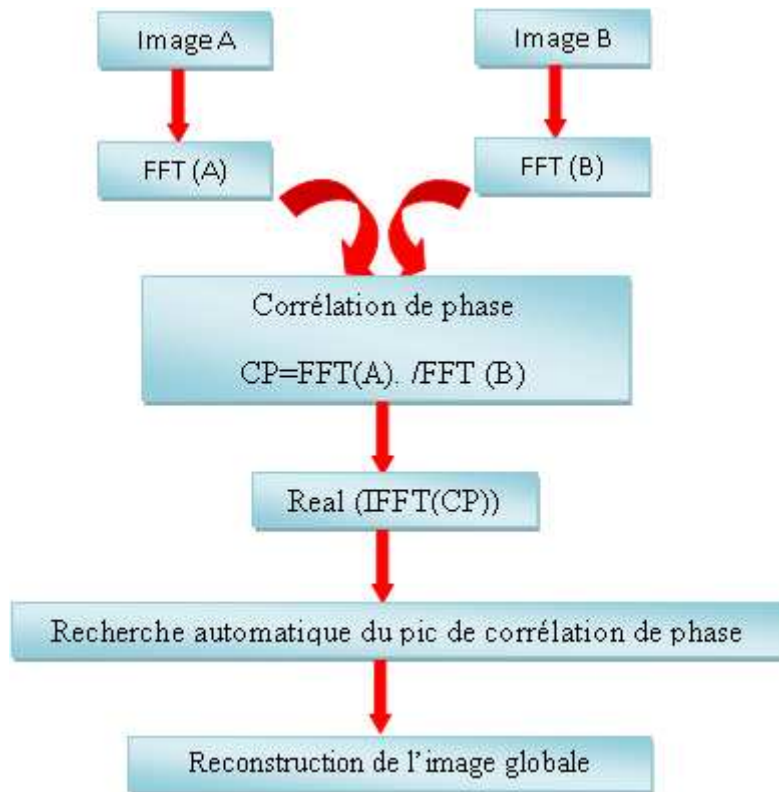 Image A
Image B
FFT (A)
FFT (B)
Corrélation de phase
CP=FFT(A). /FFT (B)
Real (IFFT(CP))
Recherche automatique du pic de corrélation de phase
Reconstruction de l'image globale